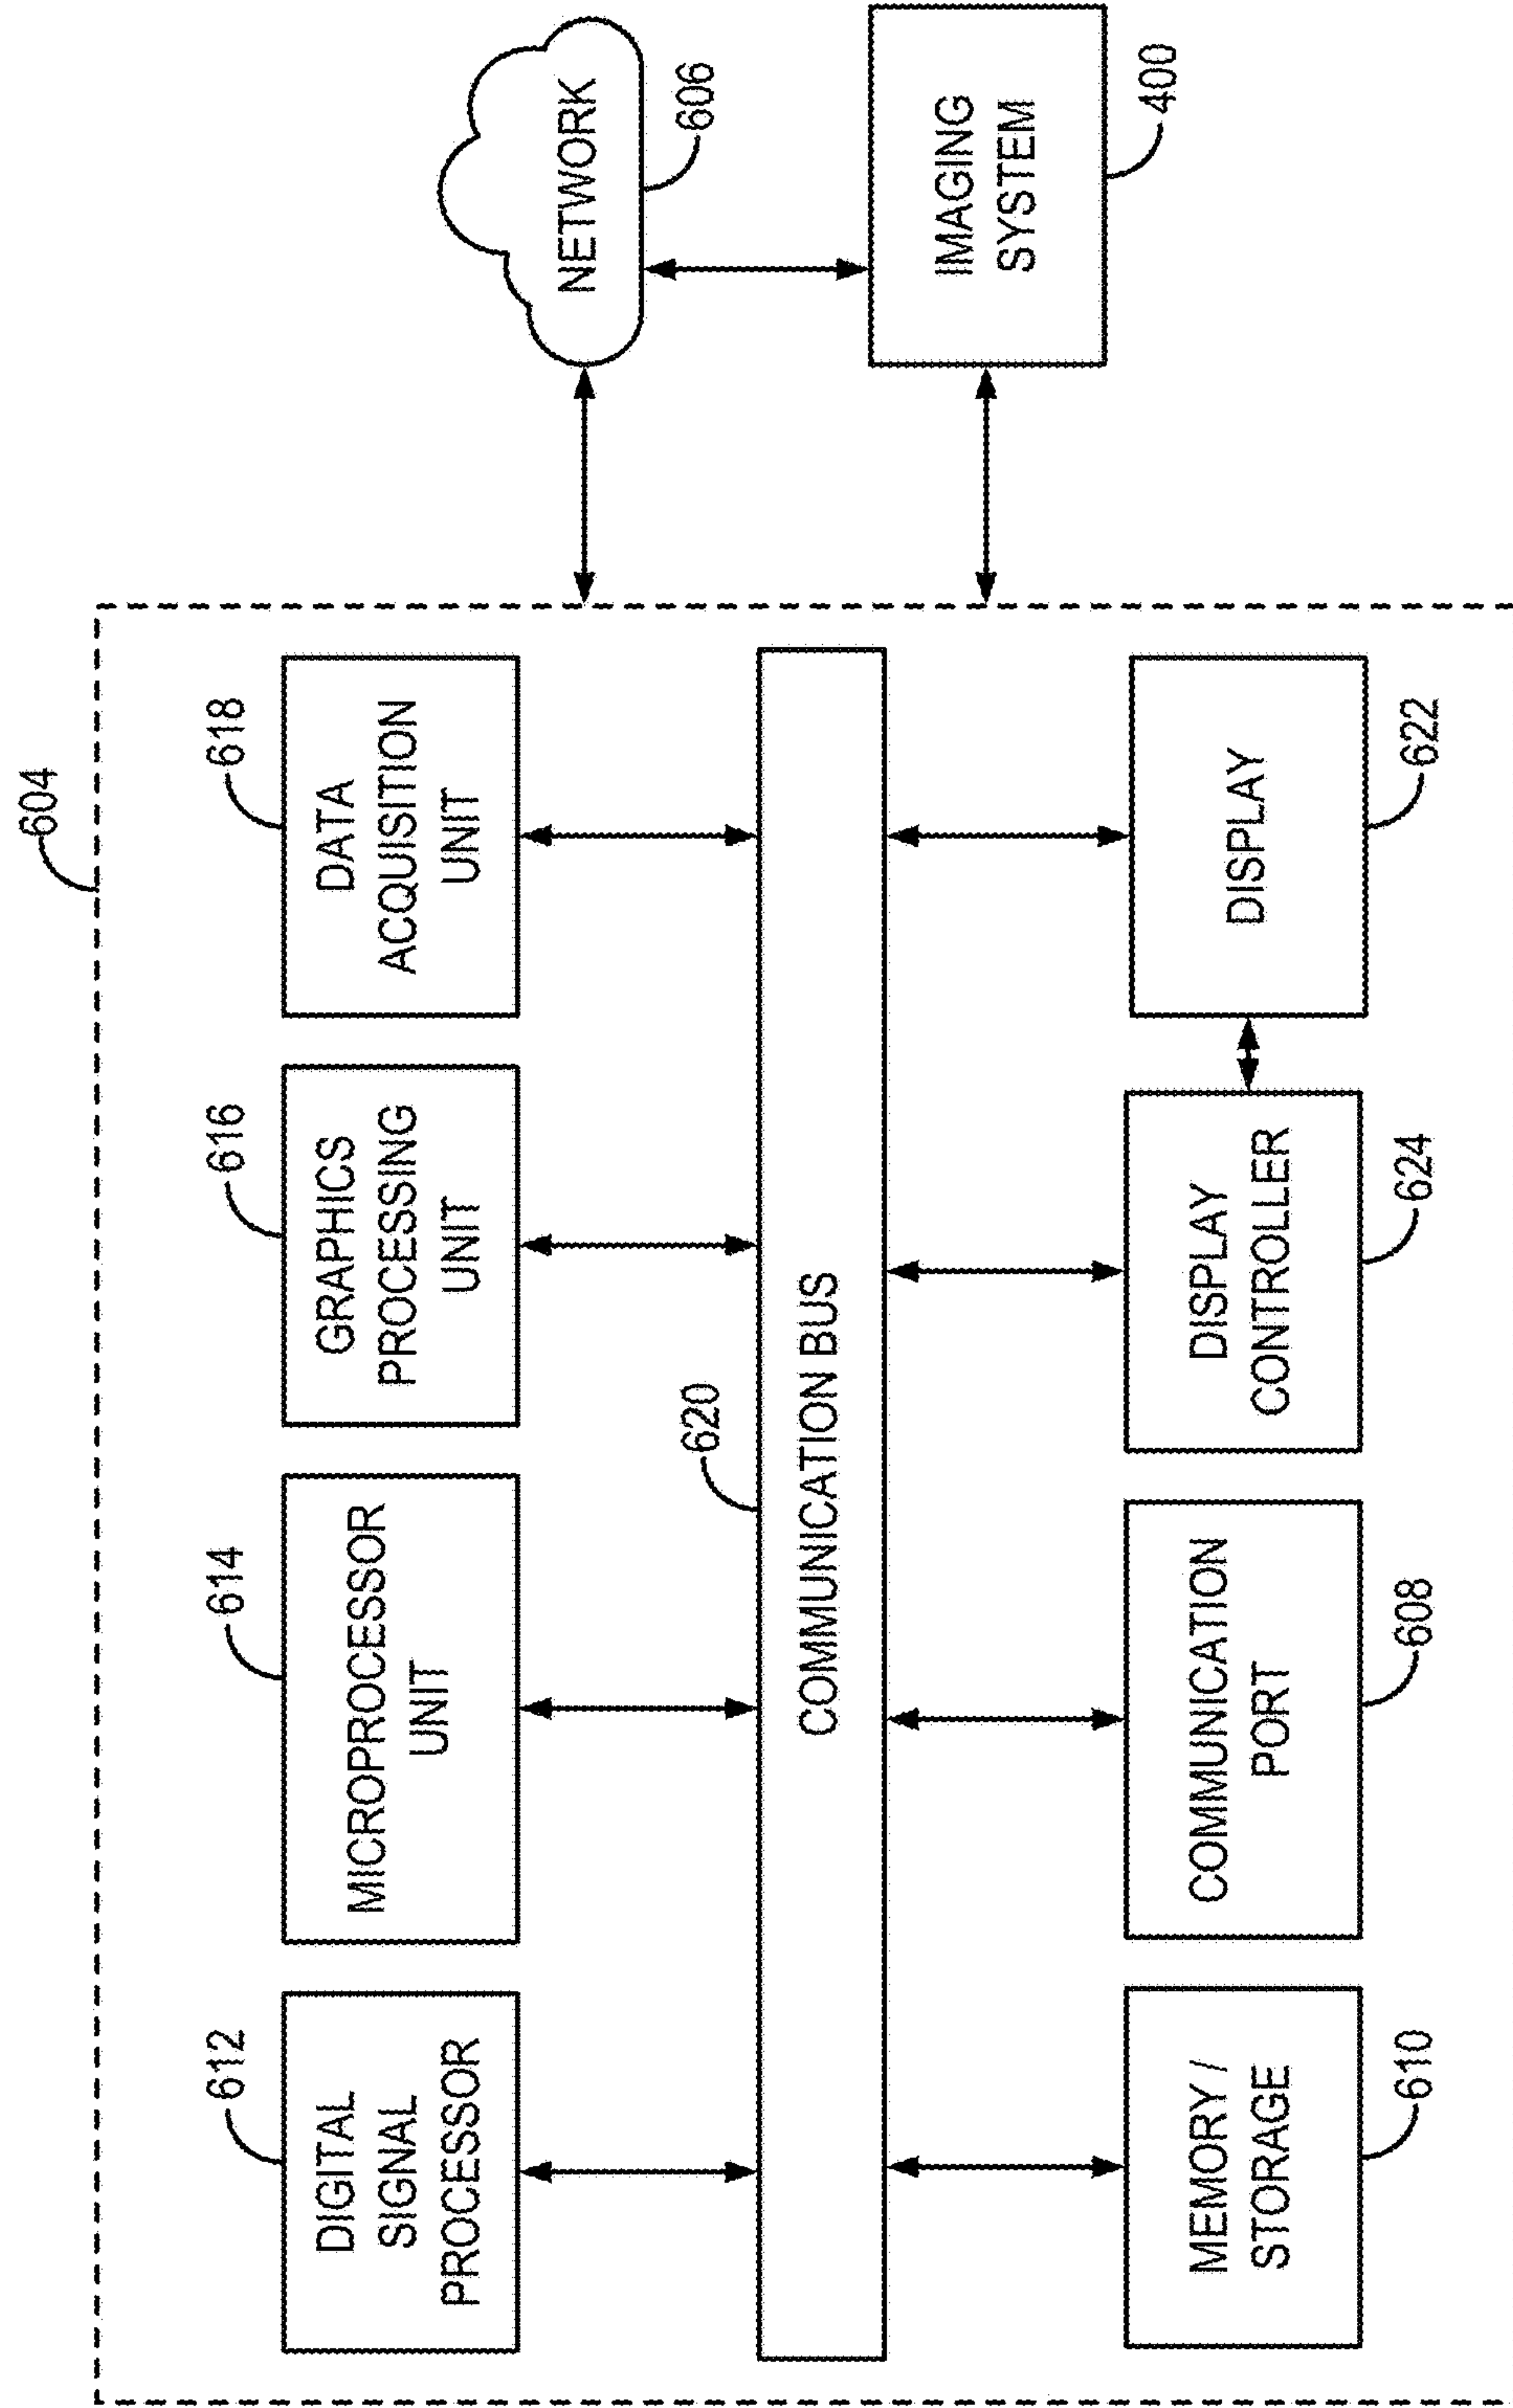 604
612
DIGITAL
SIGNAL
PROCESSOR
614
MICROPROCESSOR
UNIT
616
GRAPHICS
PROCESSING
UNIT
618
DATA
ACQUISITION
UNIT
620
COMMUNICATION BUS
MEMORY /
STORAGE
610
COMMUNICATION
PORT
608
DISPLAY
CONTROLLER
624
DISPLAY
622
NETWORK
606
IMAGING
SYSTEM
400